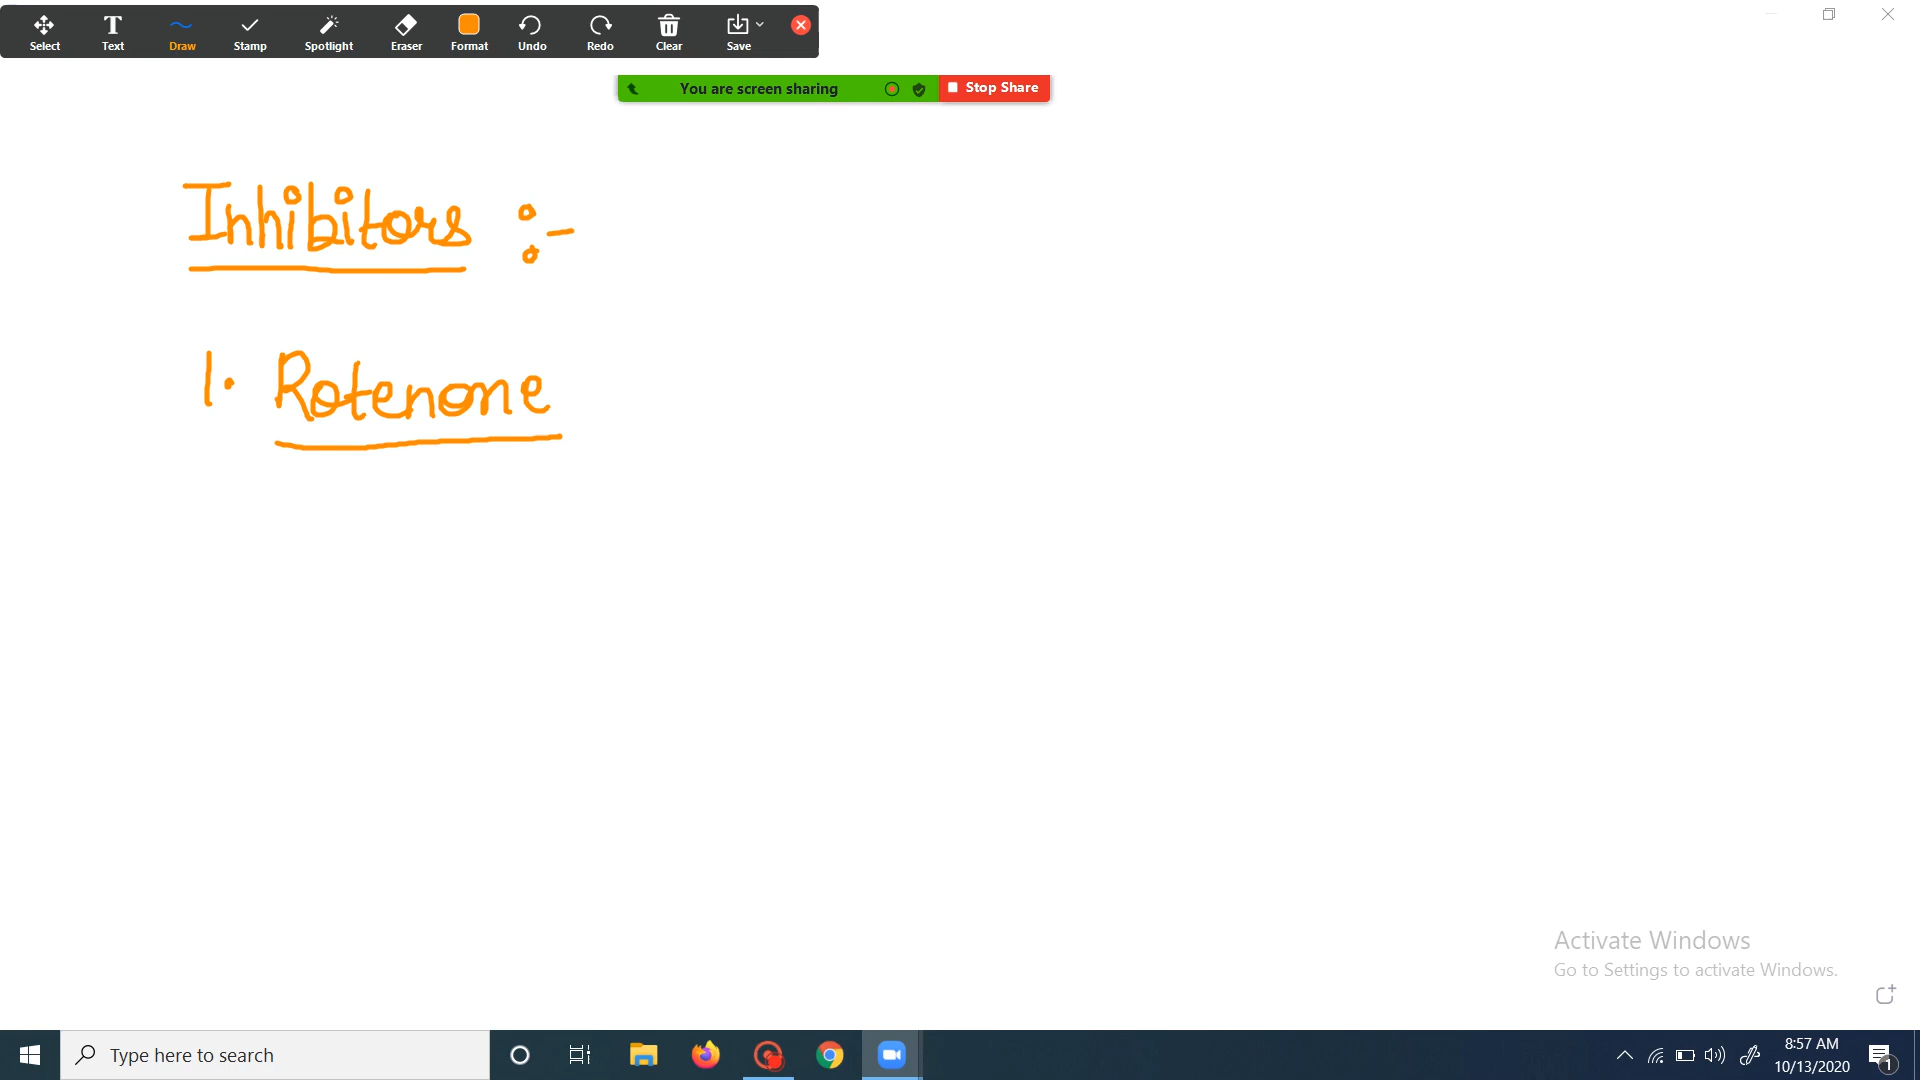 Select Text Draw Stamp Spotlight Eraser Format Undo Redo Clear Save
You are screen sharing Stop Share
Inhibitors :-
1. Rotenone
Activate Windows
Go to Settings to activate Windows.
Type here to search
8:57 AM
10/13/2020
1